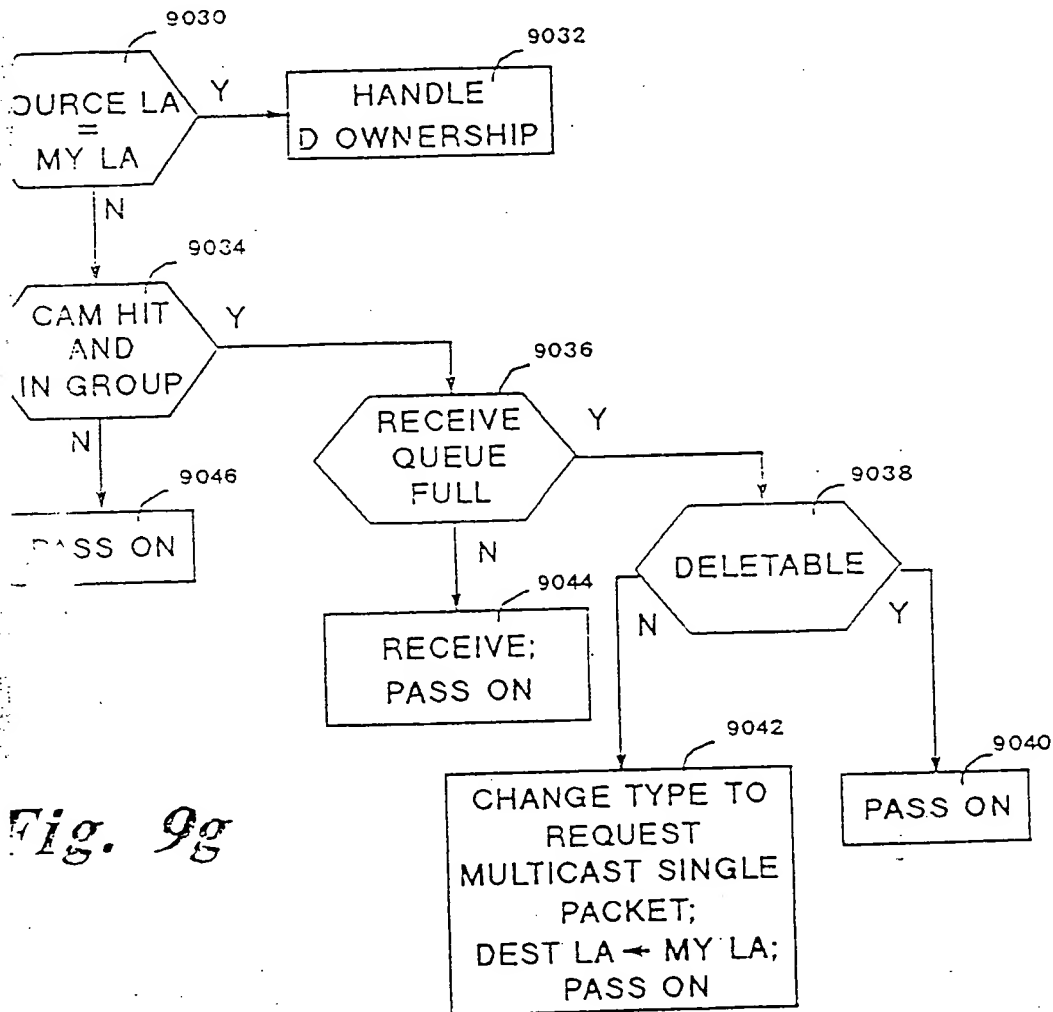 9030
9032
OURCE LA
=
MY LA
Y
HANDLE
D OWNERSHIP
N
9034
CAM HIT
AND
IN GROUP
Y
9036
RECEIVE
QUEUE
FULL
Y
N
9046
PASS ON
9038
DELETABLE
N
9044
RECEIVE;
PASS ON
N
Y
9042
CHANGE TYPE TO
REQUEST
MULTICAST SINGLE
PACKET;
DEST LA ← MY LA;
PASS ON
9040
PASS ON
Fig. 9g